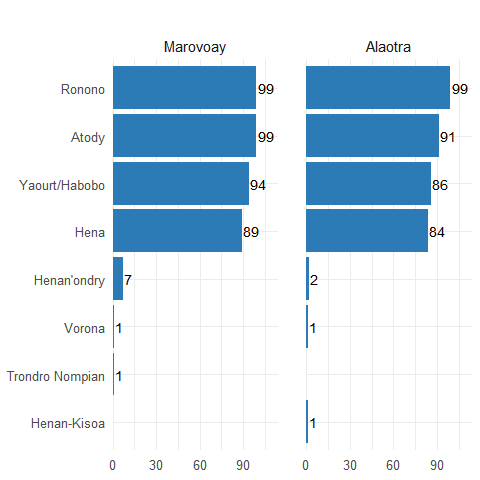 Marovoay Alaotra
Ronono 99 99
Atody 99 91
Yaourt/Habobo 94 86
Hena 89 84
Henan'ondry 7 2
Vorona 1 1
Trondro Nompian 1
Henan-Kisoa 1
0 30 60 90 0 30 60 90